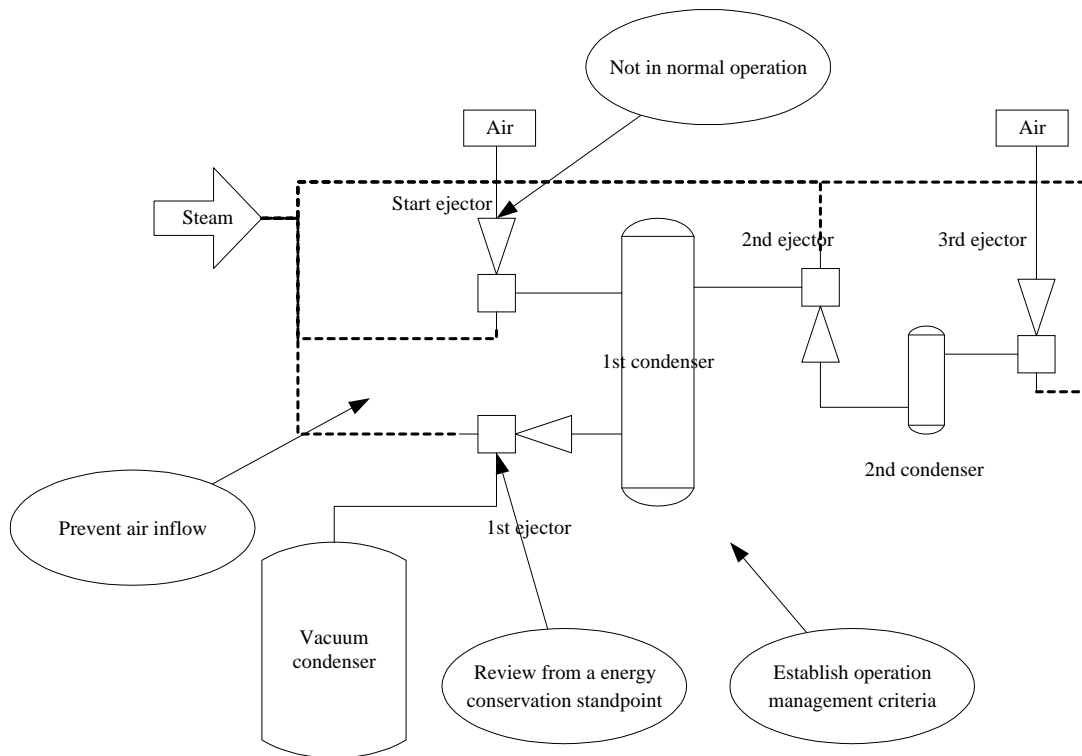 Not in normal operation
Air
Air
Start ejector
Steam
2nd ejector
3rd ejector
1st condenser
2nd condenser
Prevent air inflow
1st ejector
Vacuum
condenser
Review from a energy
conservation standpoint
Establish operation
management criteria